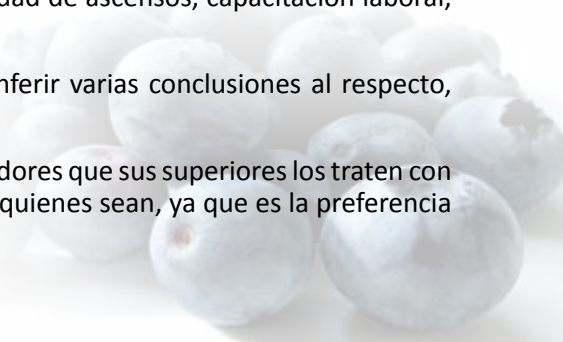 dad de ascensos, capacitación laboral,
nferir varias conclusiones al respecto,
dores que sus superiores los traten con
quienes sean, ya que es la preferencia